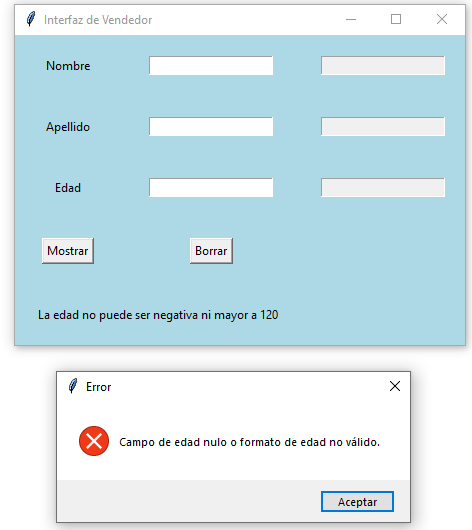 Interfaz de Vendedor
Nombre
Apellido
Edad
Mostrar Borrar
La edad no puede ser negativa ni mayor a 120
Error
Campo de edad nulo o formato de edad no válido.
Aceptar